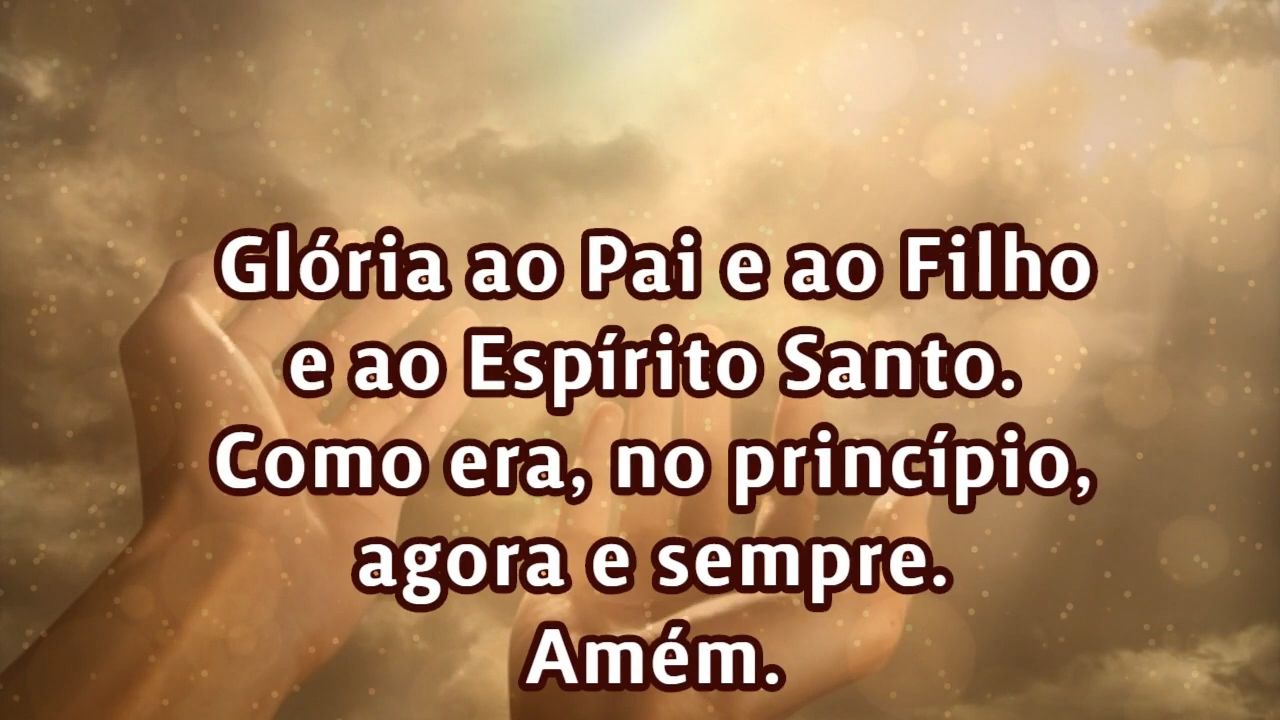 Glória ao Pai e ao Filho
e ao Espírito Santo.
Como era, no princípio,
agora e sempre.
Amém.